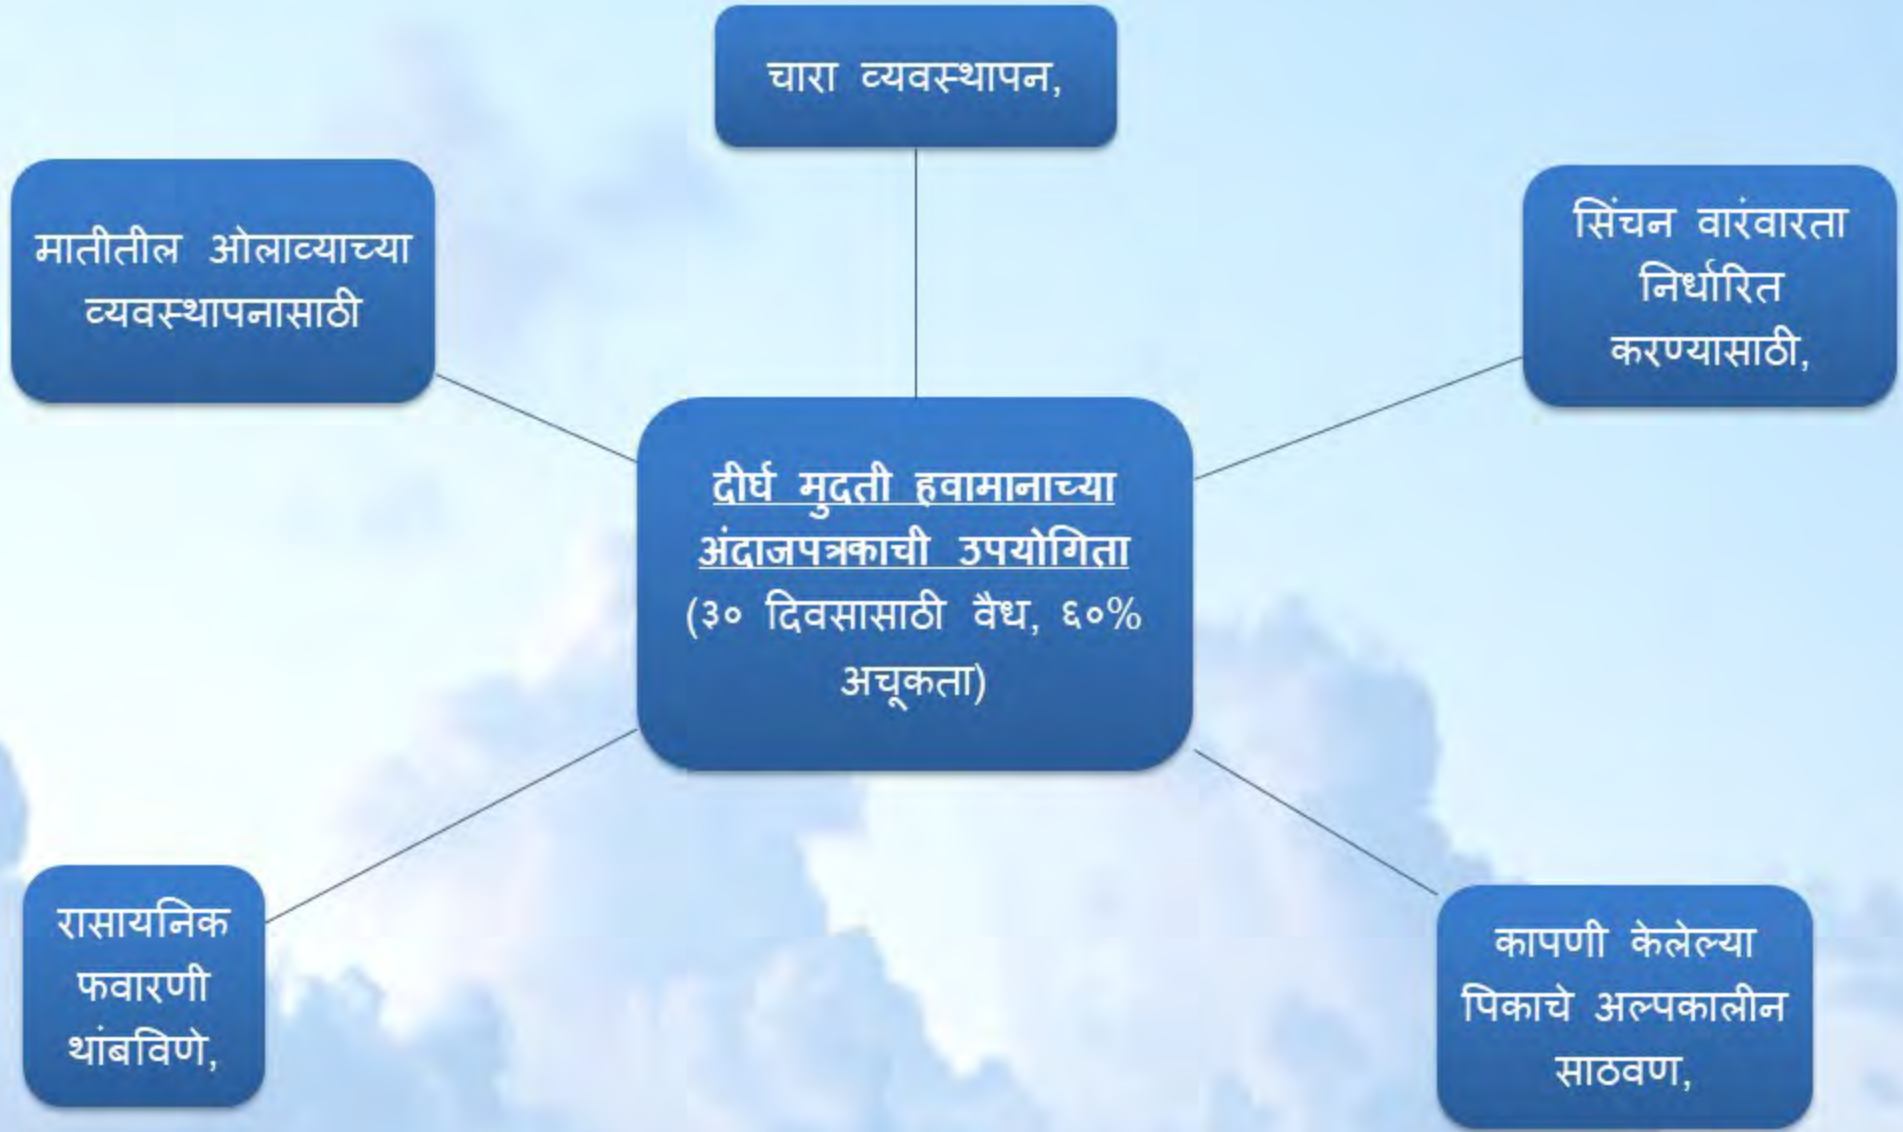 चारा व्यवस्थापन,
मातीतील ओलाव्याच्या
व्यवस्थापनासाठी
सिंचन वारंवारता
निर्धारित
करण्यासाठी,
दीर्घ मुदती हवामानाच्या
अंदाजपत्रकाची उपयोगिता
(३० दिवसासाठी वैध, ६०%
अचूकता)
रासायनिक
फवारणी
थांबविणे,
कापणी केलेल्या
पिकाचे अल्पकालीन
साठवण,